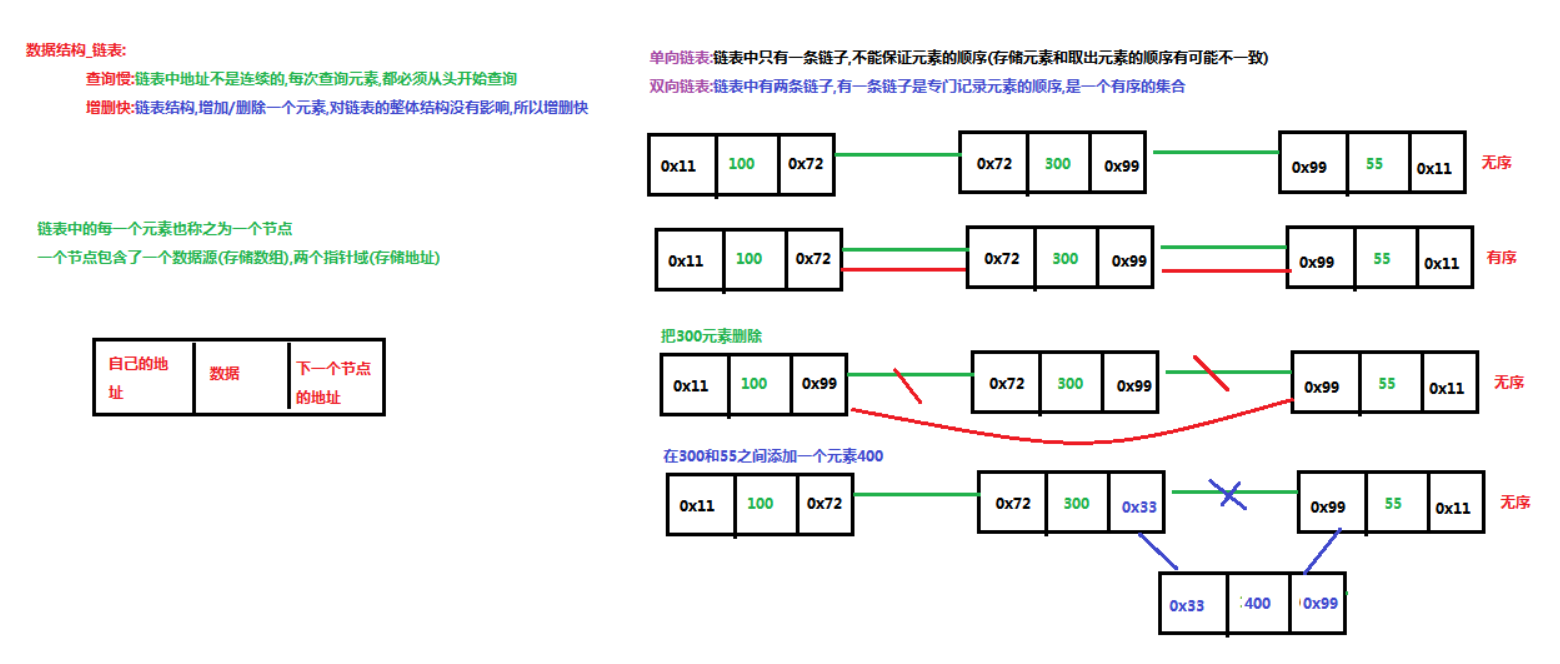 数据结构_链表:
查询慢:链表中地址不是连续的,每次查询元素,都必须从头开始查询
增删快:链表结构,增加/删除一个元素,对链表的整体结构没有影响,所以增删快
链表中的每一个元素也称之为一个节点
一个节点包含了一个数据源(存储数组),两个指针域(存储地址)
自己的地
址
数据
下一个节点
的地址
单向链表:链表中只有一条链子,不能保证元素的顺序(存储元素和取出元素的顺序有可能不一致)
双向链表:链表中有两条链子,有一条链子是专门记录元素的顺序,是一个有序的集合
0x11 100 0x72 0x72 300 0x99 0x99 55 0x11 无序
0x11 100 0x72 0x72 300 0x99 0x99 55 0x11 有序
把300元素删除
0x11 100 0x99 0x72 300 0x99 0x99 55 0x11 无序
在300和55之间添加一个元素400
0x11 100 0x72 0x72 300 0x33 0x99 55 0x11 无序
0x33 400 0x99